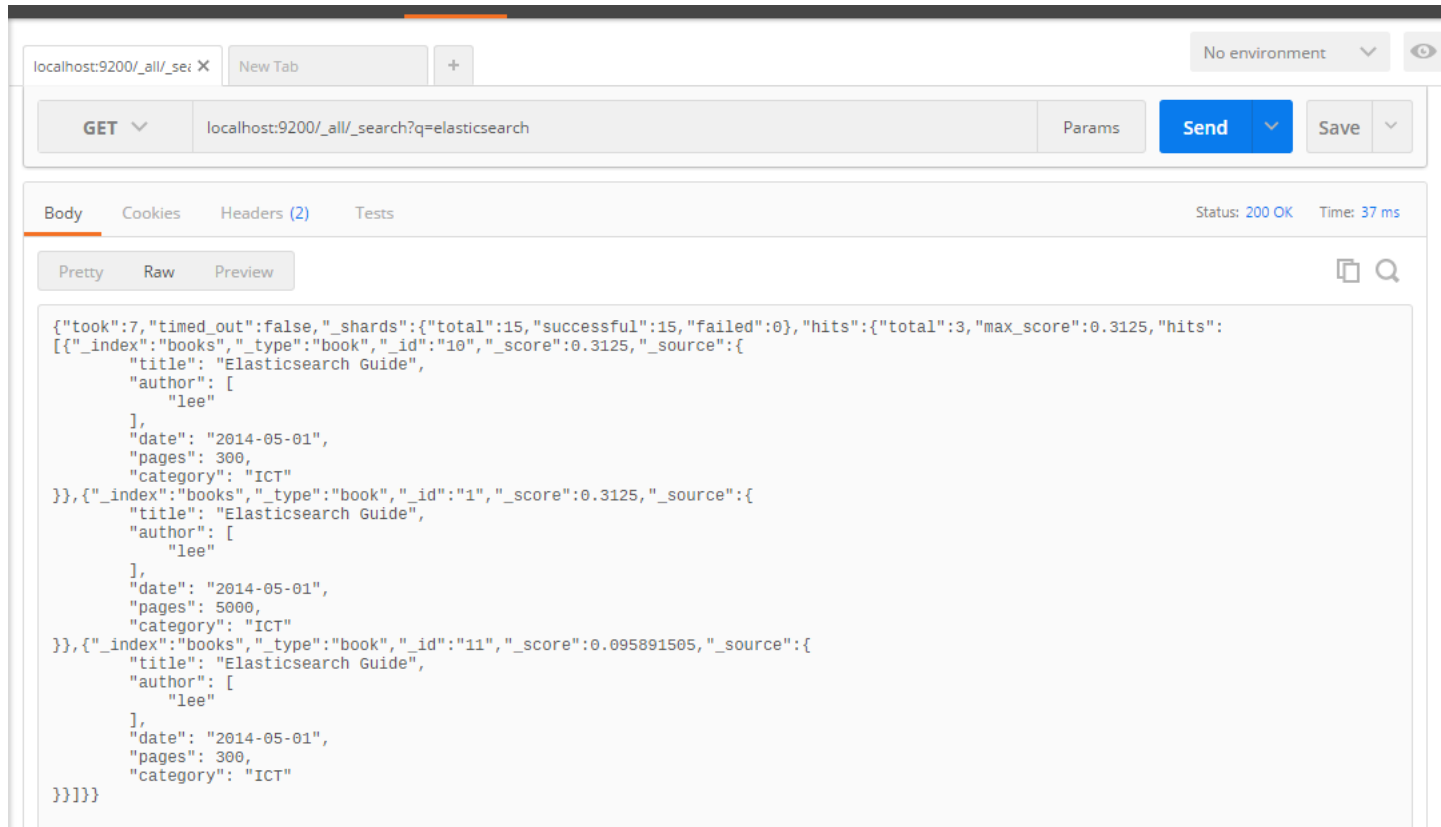 localhost:9200/_all/_sea
New Tab
No environment
GET
localhost:9200/_all/_search?q=elasticsearch
Params
Send
Save
Body
Cookies
Headers (2)
Tests
Status: 200 OK
Time: 37 ms
Pretty
Raw
Preview
{"took":7,"timed_out":false,"_shards":{"total":15,"successful":15,"failed":0},"hits":{"total":3,"max_score":0.3125,"hits":
[{"_index":"books","_type":"book","_id":"10","_score":0.3125,"_source":{
"title": "Elasticsearch Guide",
"author": [
"lee"
],
"date": "2014-05-01",
"pages": 300,
"category": "ICT"
}},{"_index":"books","_type":"book","_id":"1","_score":0.3125,"_source":{
"title": "Elasticsearch Guide",
"author": [
"lee"
],
"date": "2014-05-01",
"pages": 5000,
"category": "ICT"
}},{"_index":"books","_type":"book","_id":"11","_score":0.095891505,"_source":{
"title": "Elasticsearch Guide",
"author": [
"lee"
],
"date": "2014-05-01",
"pages": 300,
"category": "ICT"
}}]}}